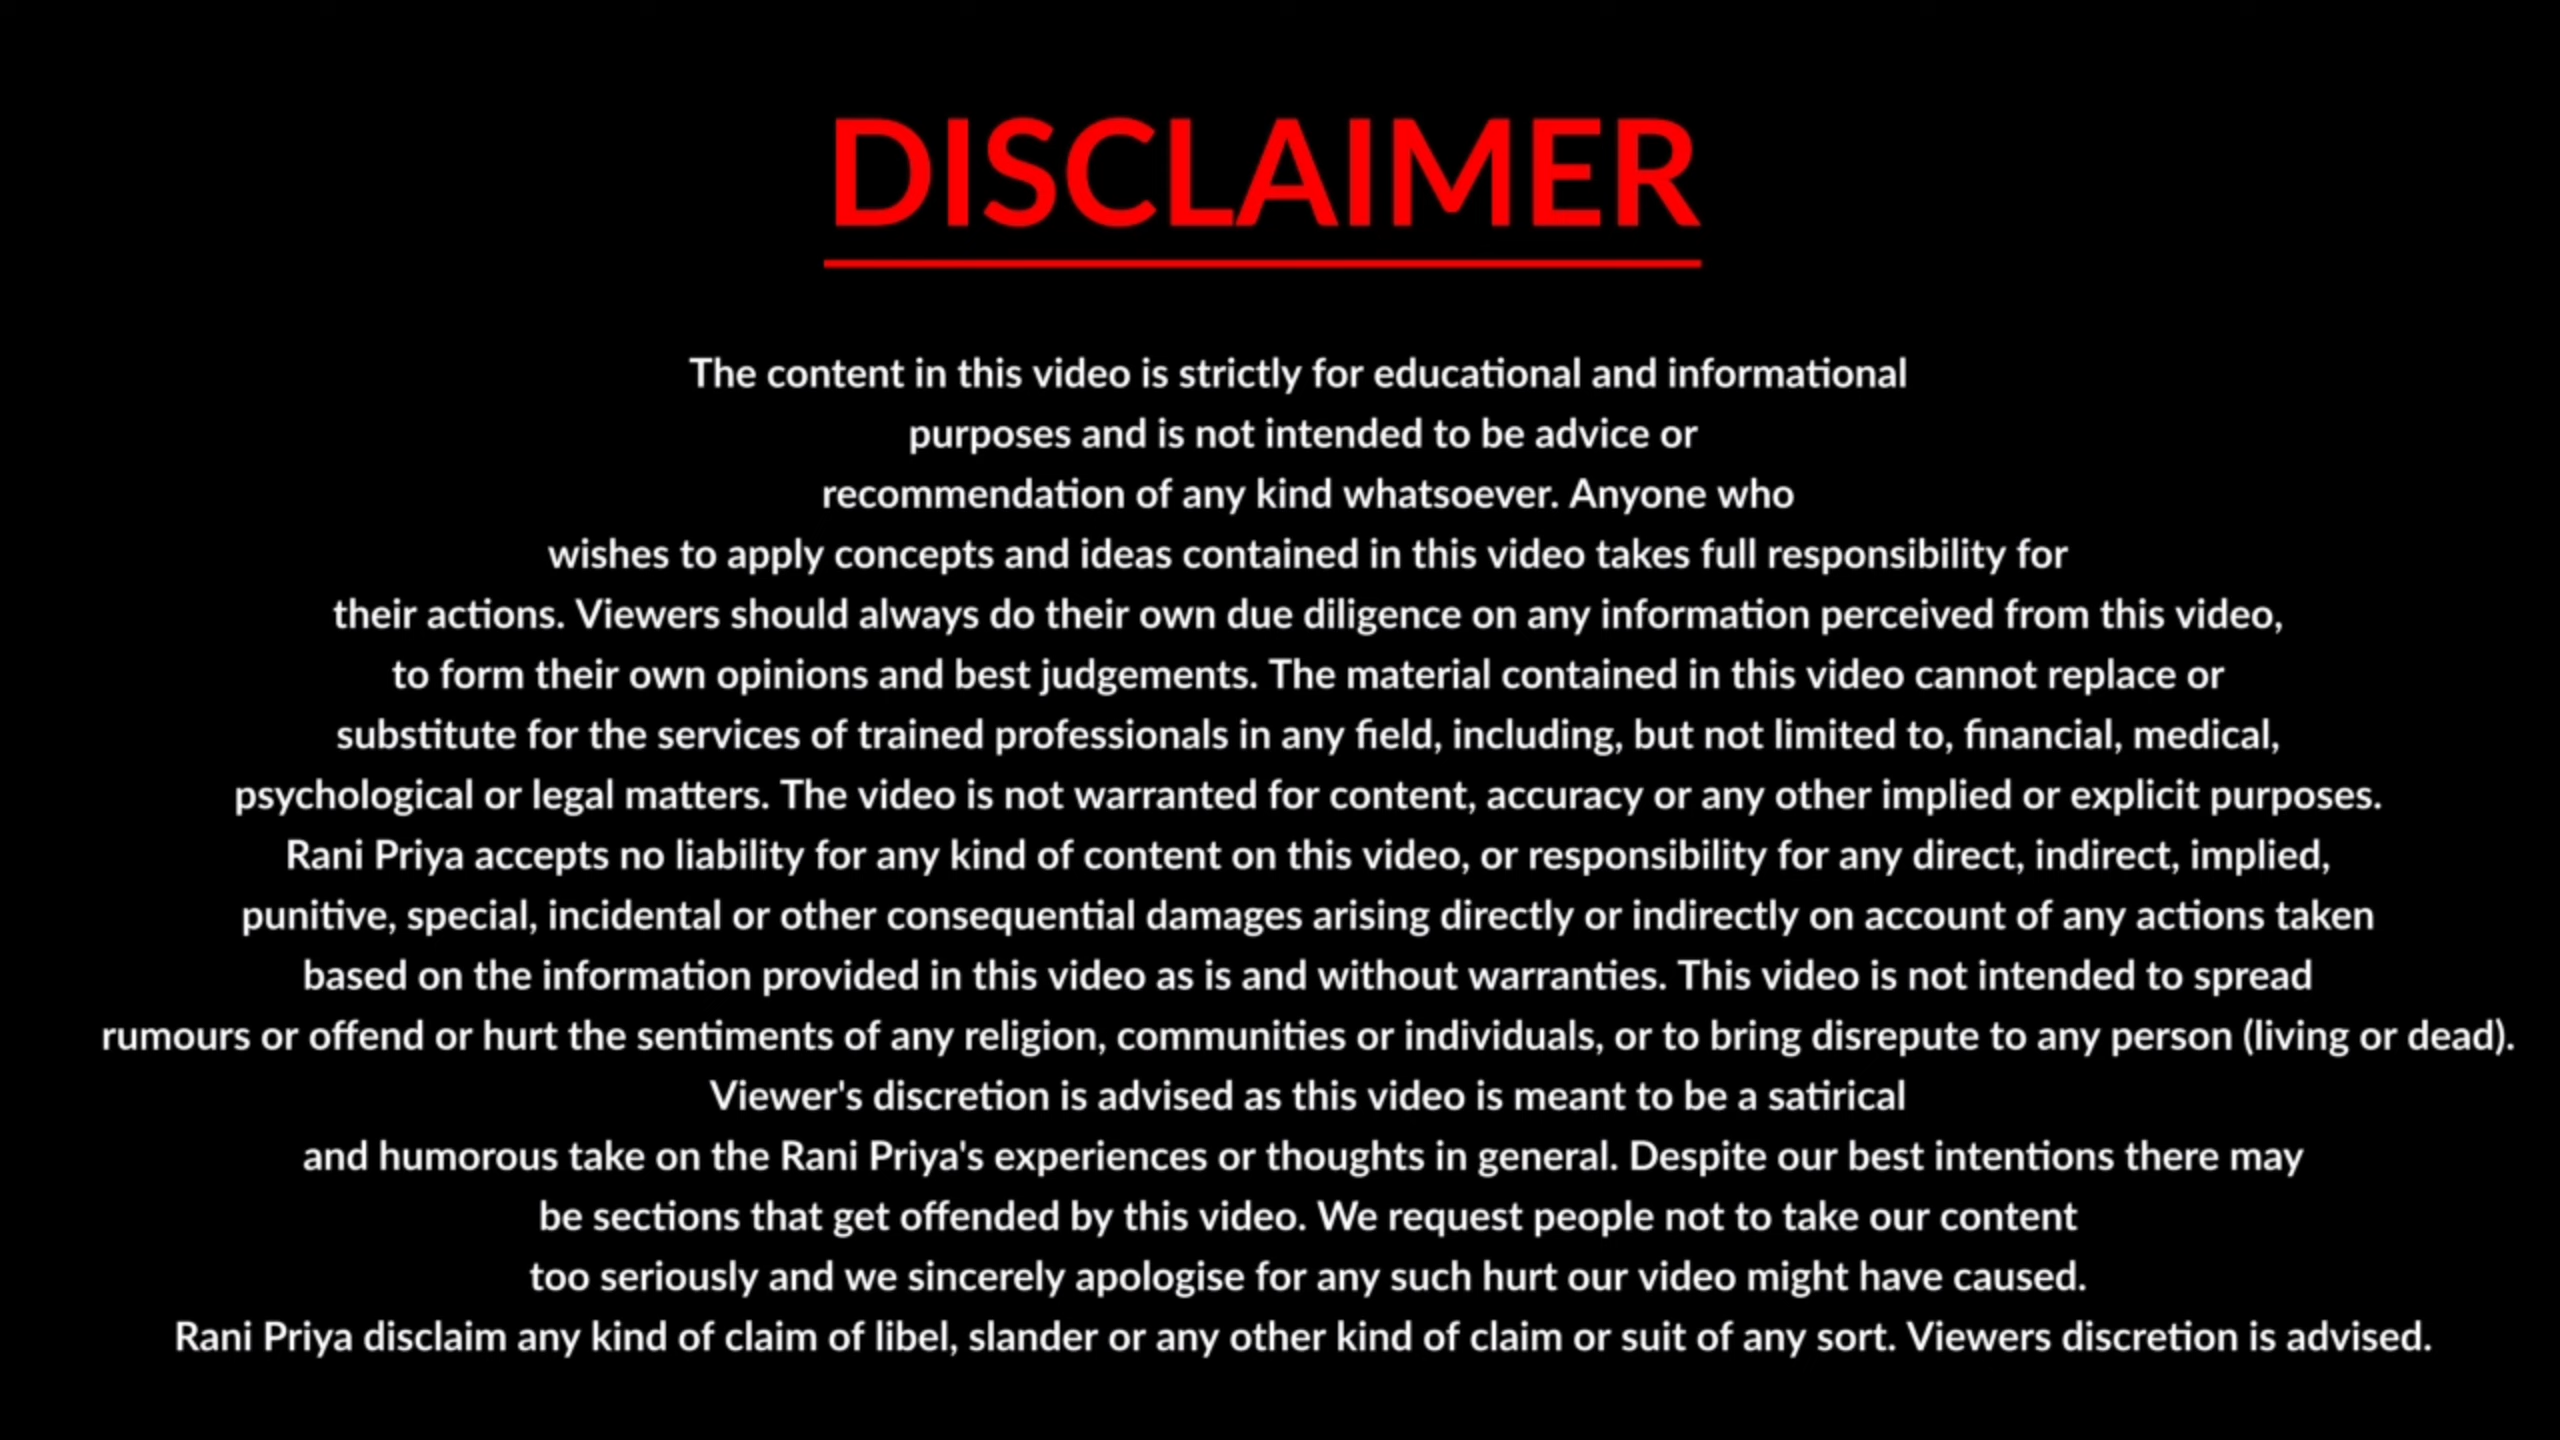 DISCLAIMER
The content in this video is strictly for educational and informational
purposes and is not intended to be advice or
recommendation of any kind whatsoever. Anyone who
wishes to apply concepts and ideas contained in this video takes full responsibility for
their actions. Viewers should always do their own due diligence on any information perceived from this video,
to form their own opinions and best judgements. The material contained in this video cannot replace or
substitute for the services of trained professionals in any field, including, but not limited to, financial, medical,
psychological or legal matters. The video is not warranted for content, accuracy or any other implied or explicit purposes.
Rani Priya accepts no liability for any kind of content on this video, or responsibility for any direct, indirect, implied,
punitive, special, incidental or other consequential damages arising directly or indirectly on account of any actions taken
based on the information provided in this video as is and without warranties. This video is not intended to spread
rumours or offend or hurt the sentiments of any religion, communities or individuals, or to bring disrepute to any person (living or dead).
Viewer's discretion is advised as this video is meant to be a satirical
and humorous take on the Rani Priya's experiences or thoughts in general. Despite our best intentions there may
be sections that get offended by this video. We request people not to take our content
too seriously and we sincerely apologise for any such hurt our video might have caused.
Rani Priya disclaim any kind of claim of libel, slander or any other kind of claim or suit of any sort. Viewers discretion is advised.